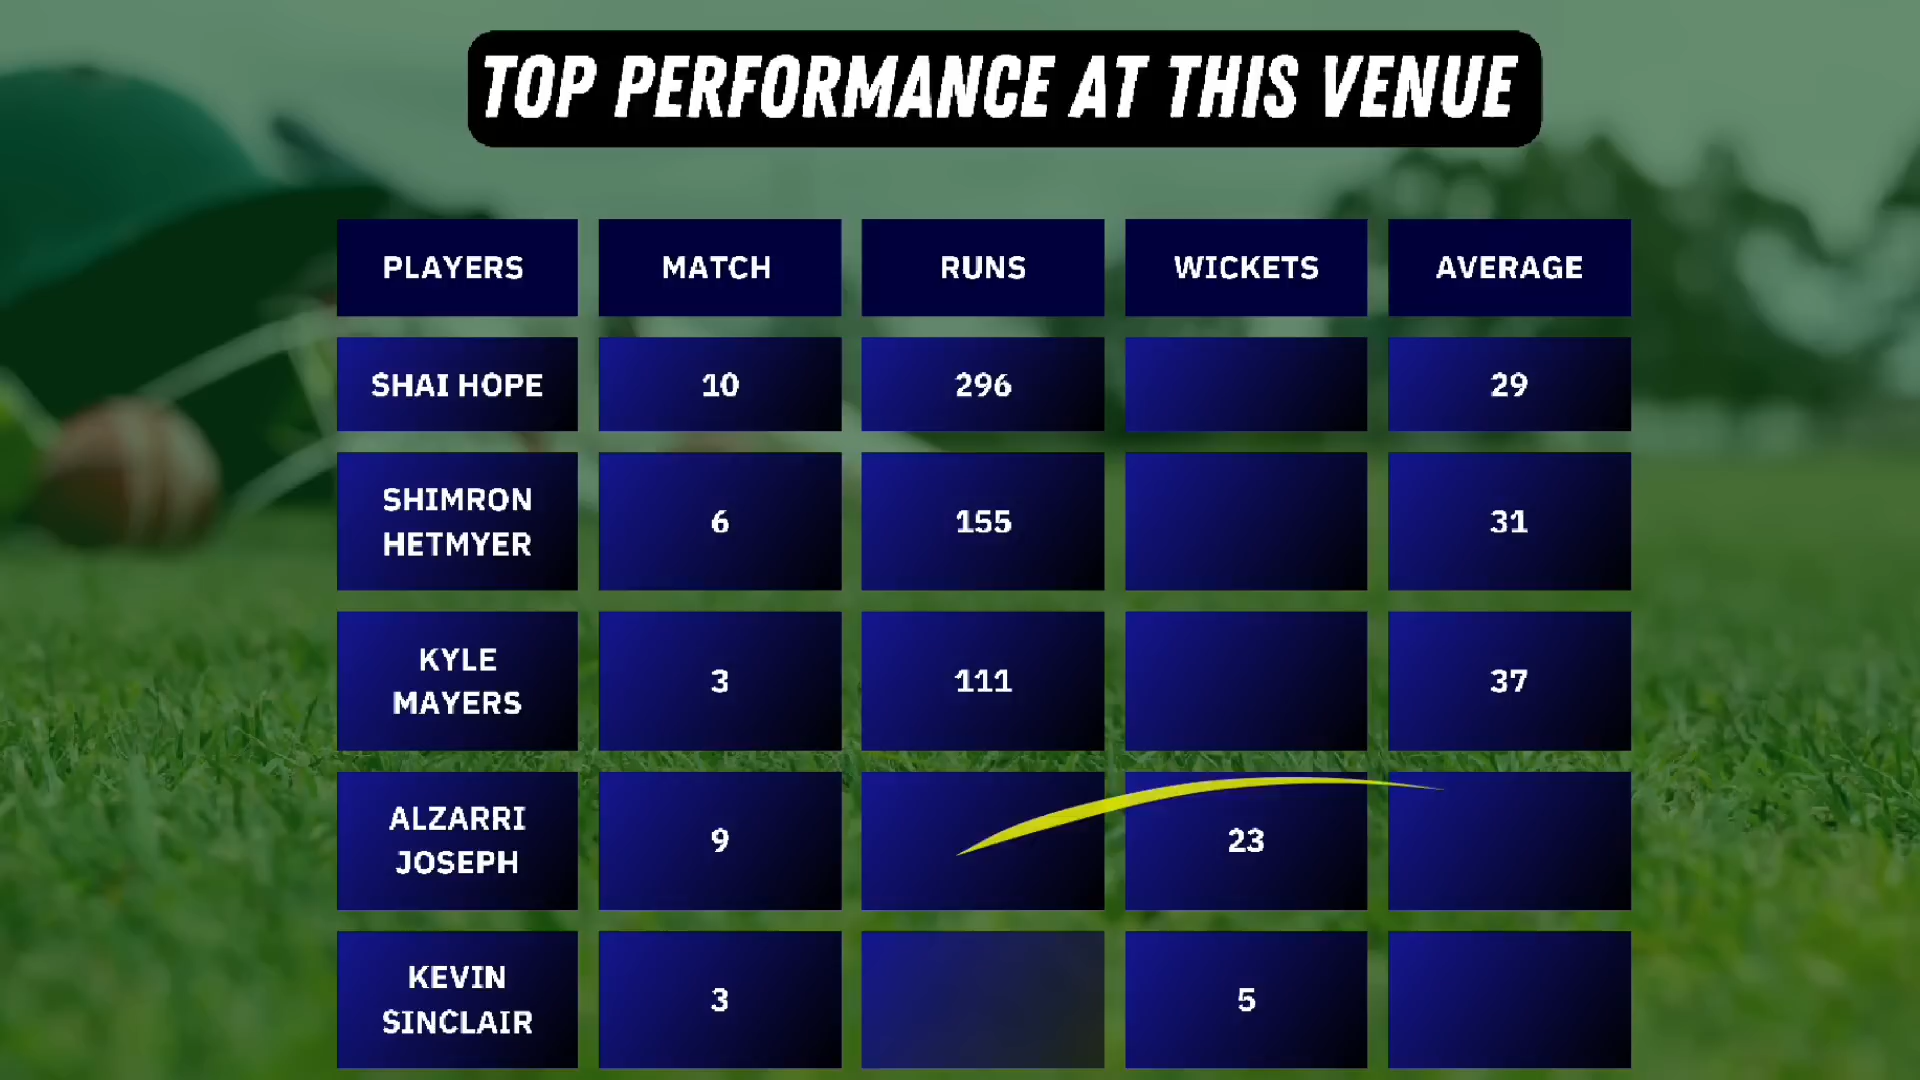 TOP PERFORMANCE AT THIS VENUE
PLAYERS MATCH RUNS WICKETS AVERAGE
SHAI HOPE 10 296 29
SHIMRON
HETMYER 6 155 31
KYLE
MAYERS 3 111 37
ALZARRI
JOSEPH 9 23
KEVIN
SINCLAIR 3 5